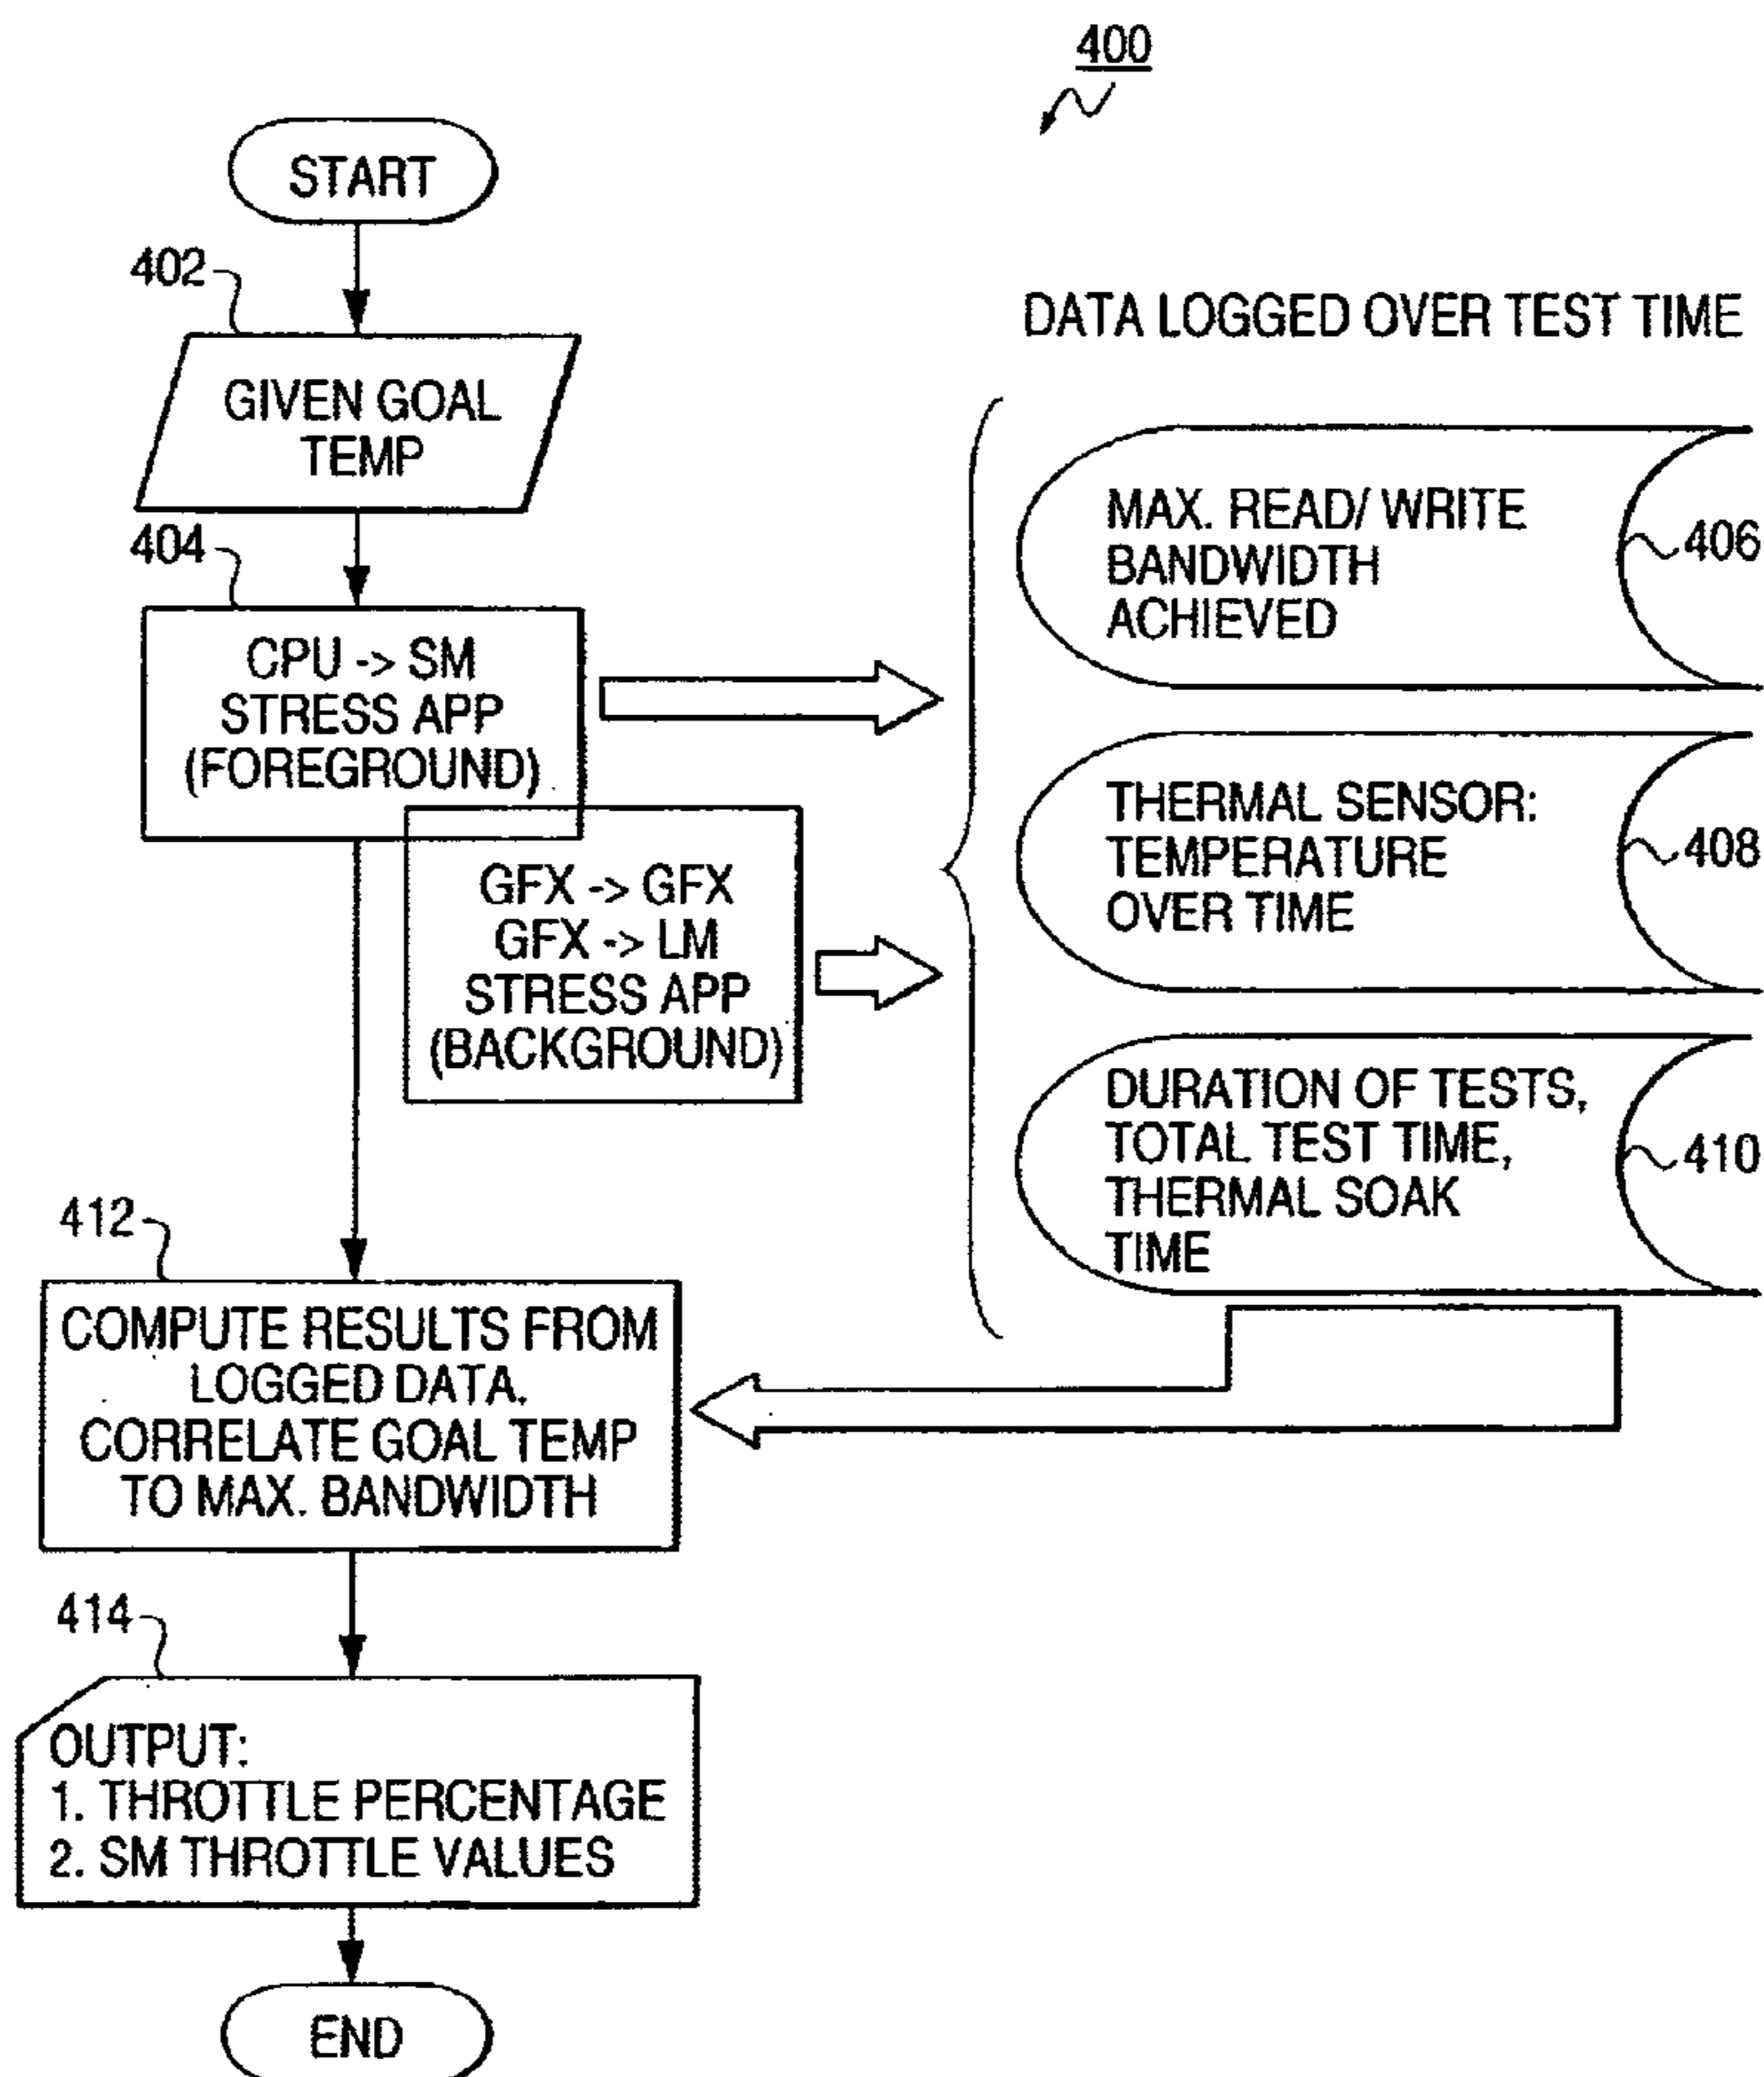 400
START
402
GIVEN GOAL
TEMP
404
CPU -> SM
STRESS APP
(FOREGROUND)
GFX -> GFX
GFX -> LM
STRESS APP
(BACKGROUND)
DATA LOGGED OVER TEST TIME
MAX. READ/ WRITE
BANDWIDTH
ACHIEVED
406
THERMAL SENSOR:
TEMPERATURE
OVER TIME
408
DURATION OF TESTS,
TOTAL TEST TIME,
THERMAL SOAK
TIME
410
412
COMPUTE RESULTS FROM
LOGGED DATA.
CORRELATE GOAL TEMP
TO MAX. BANDWIDTH
414
OUTPUT:
1. THROTTLE PERCENTAGE
2. SM THROTTLE VALUES
END